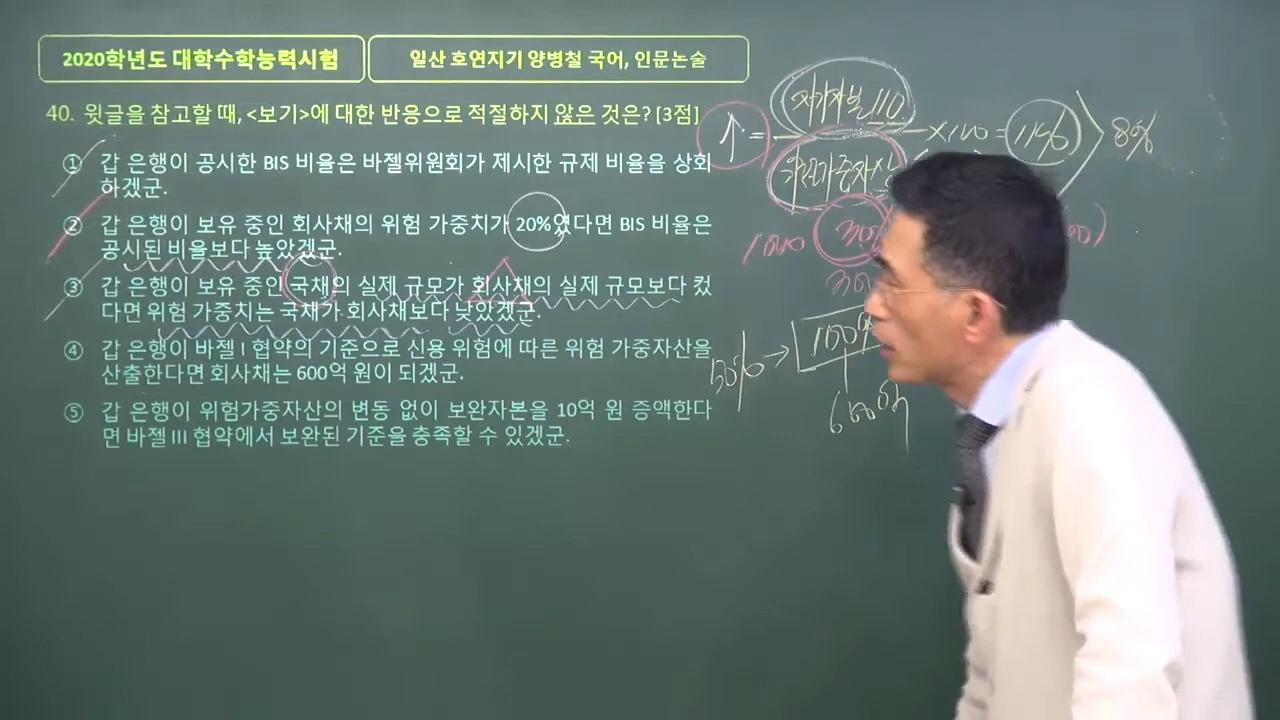 2020학년도 대학수학능력시험
일산 호연지기 양병철 국어, 인문논술
40. 윗글을 참고할 때, <보기>에 대한 반응으로 적절하지 않은 것은? [3점]
① 갑 은행이 공시한 BIS 비율은 바젤위원회가 제시한 규제 비율을 상회
하겠군.
② 갑 은행이 보유 중인 회사채의 위험 가중치가 20%였다면 BIS 비율은
공시된 비율보다 높았겠군.
③ 갑 은행이 보유 중인 국채의 실제 규모가 회사채의 실제 규모보다 컸
다면 위험 가중치는 국채가 회사채보다 낮았겠군.
④ 갑 은행이 바젤 I 협약의 기준으로 신용 위험에 따른 위험 가중자산을
산출한다면 회사채는 600억 원이 되겠군.
⑤ 갑 은행이 위험가중자산의 변동 없이 보완자본을 10억 원 증액한다
면 바젤 III 협약에서 보완된 기준을 충족할 수 있겠군.
자기자본 110
↑ = × 100 = 11% > 8%
위험가중자산
1000 300
300
50% → 100%
600억